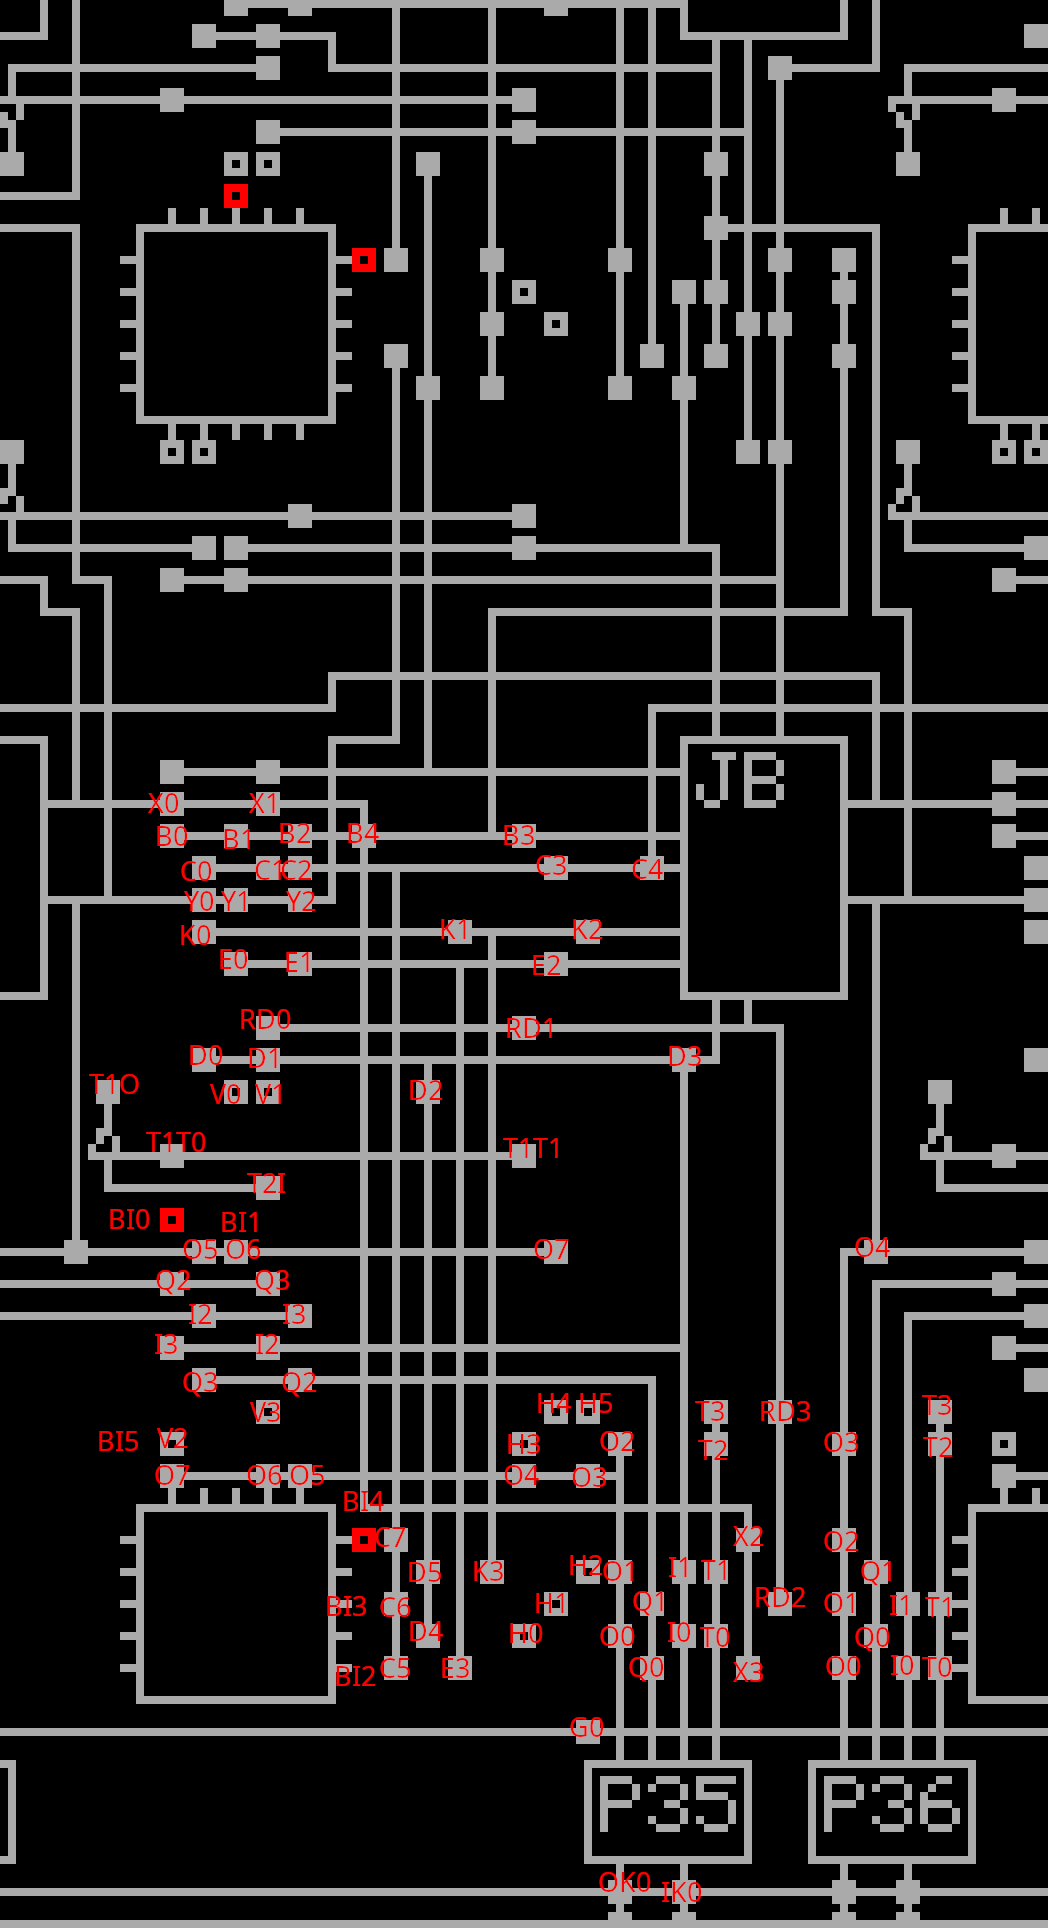 JB
X0 X1
B0 B1 B2 B4 B3
C0 C1 C2 C3 C4
Y0 Y1 Y2
K0 K1 K2
E0 E1 E2
RD0 RD1
D0 D1 D3
T1O V0 V1 D2
T1T0 T1T1
T2I
BI0 BI1
O5 O6 O7 O4
Q2 Q3
I2 I3
I3 I2
Q3 Q2
V3 H4 H5 T3 RD3 T3
BI5 V2 H3 O2 T2 O3 T2
O7 O6 O5 O4 O3
BI4
C7 X2 O2
D5 K3 H2 O1 I1 T1 Q1
BI3 C6 H1 Q1 RD2 O1 I1 T1
D4 H0 O0 I0 T0 Q0
BI2 C5 E3 Q0 X3 O0 I0 T0
G0
P35 P36
OK0 IK0